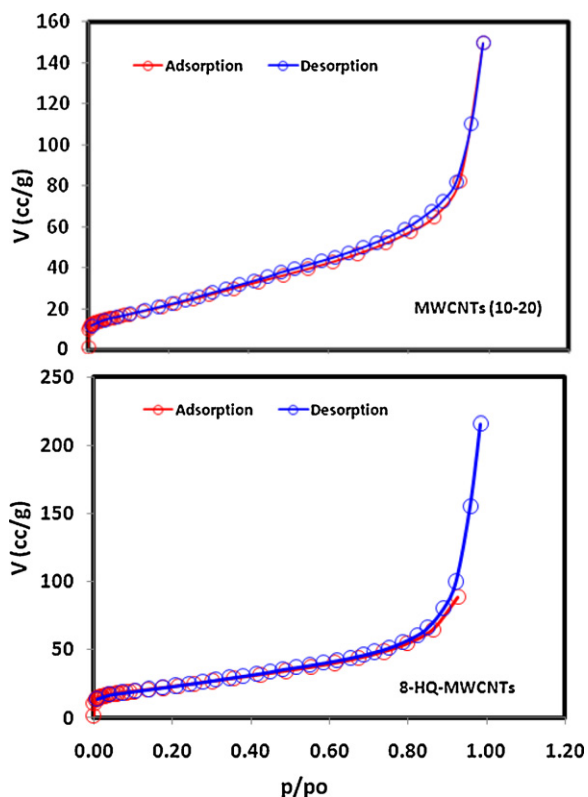 160
140
120
100
80
60
40
20
0
V (cc/g)
Adsorption
Desorption
MWCNTs (10-20)
250
200
150
100
50
0
V (cc/g)
Adsorption
Desorption
8-HQ-MWCNTs
0.00 0.20 0.40 0.60 0.80 1.00 1.20
p/po